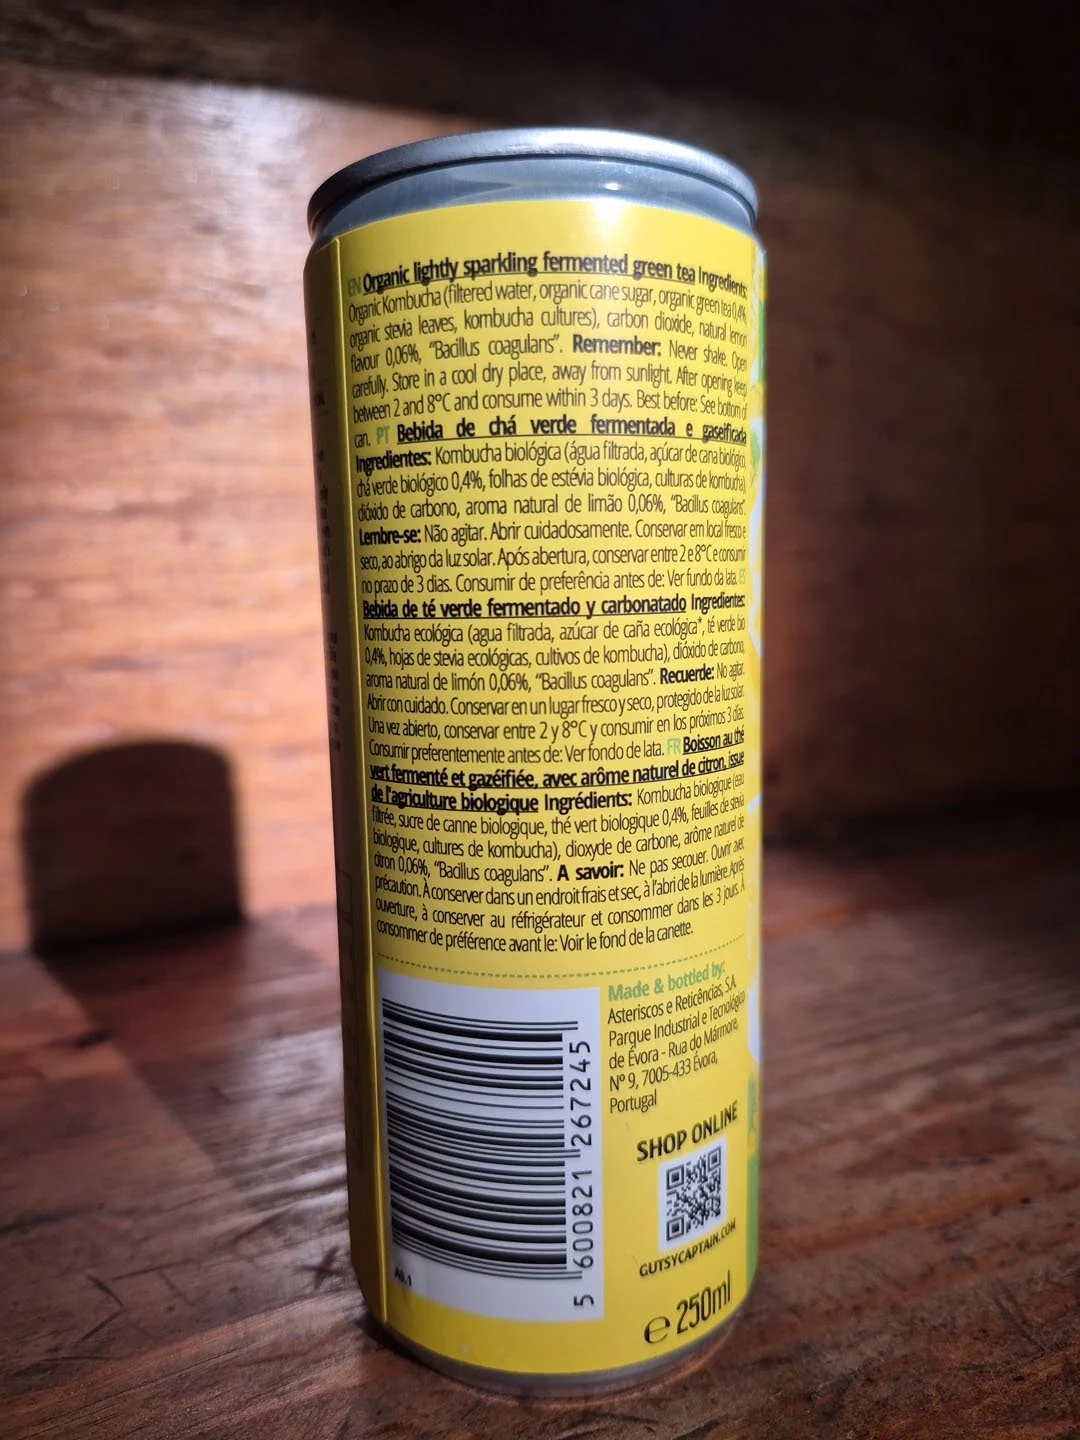 EN Organic lightly sparkling fermented green tea Ingredients:
Organic Kombucha (filtered water, organic cane sugar, organic green tea 0,4%,
organic stevia leaves, kombucha cultures), carbon dioxide, natural lemon
flavour 0,06%, “Bacillus coagulans”. Remember: Never shake. Open
carefully. Store in a cool dry place, away from sunlight. After opening keep
between 2 and 8°C and consume within 3 days. Best before: See bottom of
can. PT Bebida de chá verde fermentada e gaseificada
Ingredientes: Kombucha biológica (água filtrada, açúcar de cana biológico,
chá verde biológico 0,4%, folhas de estévia biológica, culturas de kombucha),
dióxido de carbono, aroma natural de limão 0,06%, “Bacillus coagulans”.
Lembre-se: Não agitar. Abrir cuidadosamente. Conservar em local fresco e
seco, ao abrigo da luz solar. Após abertura, conservar entre 2 e 8°C e consumir
no prazo de 3 dias. Consumir de preferência antes de: Ver fundo da lata. ES
Bebida de té verde fermentado y carbonatado Ingredientes:
Kombucha ecológica (agua filtrada, azúcar de caña ecológica*, té verde bio
0,4%, hojas de stevia ecológicas, cultivos de kombucha), dióxido de carbono,
aroma natural de limón 0,06%, “Bacillus coagulans”. Recuerde: No agitar.
Abrir con cuidado. Conservar en un lugar fresco y seco, protegido de la luz solar.
Una vez abierto, conservar entre 2 y 8°C y consumir en los próximos 3 días.
Consumir preferentemente antes de: Ver fondo de lata. FR Boisson au thé
vert fermenté et gazéifiée, avec arôme naturel de citron, issue
de l'agriculture biologique Ingrédients: Kombucha biologique (eau
filtrée, sucre de canne biologique, thé vert biologique 0,4%, feuilles de stevia
biologique, cultures de kombucha), dioxyde de carbone, arôme naturel de
citron 0,06%, “Bacillus coagulans”. A savoir: Ne pas secouer. Ouvrir avec
précaution. À conserver dans un endroit frais et sec, à l'abri de la lumière. Après
ouverture, à conserver au réfrigérateur et consommer dans les 3 jours. À
consommer de préférence avant le: Voir le fond de la canette.
Made & bottled by:
Asteriscos e Reticências, S.A.
Parque Industrial e Tecnológico
de Évora - Rua do Mármore,
Nº 9, 7005-433 Évora,
Portugal
SHOP ONLINE
GUTSYCAPTAIN.COM
e 250ml
5 600821 267245
A0.1